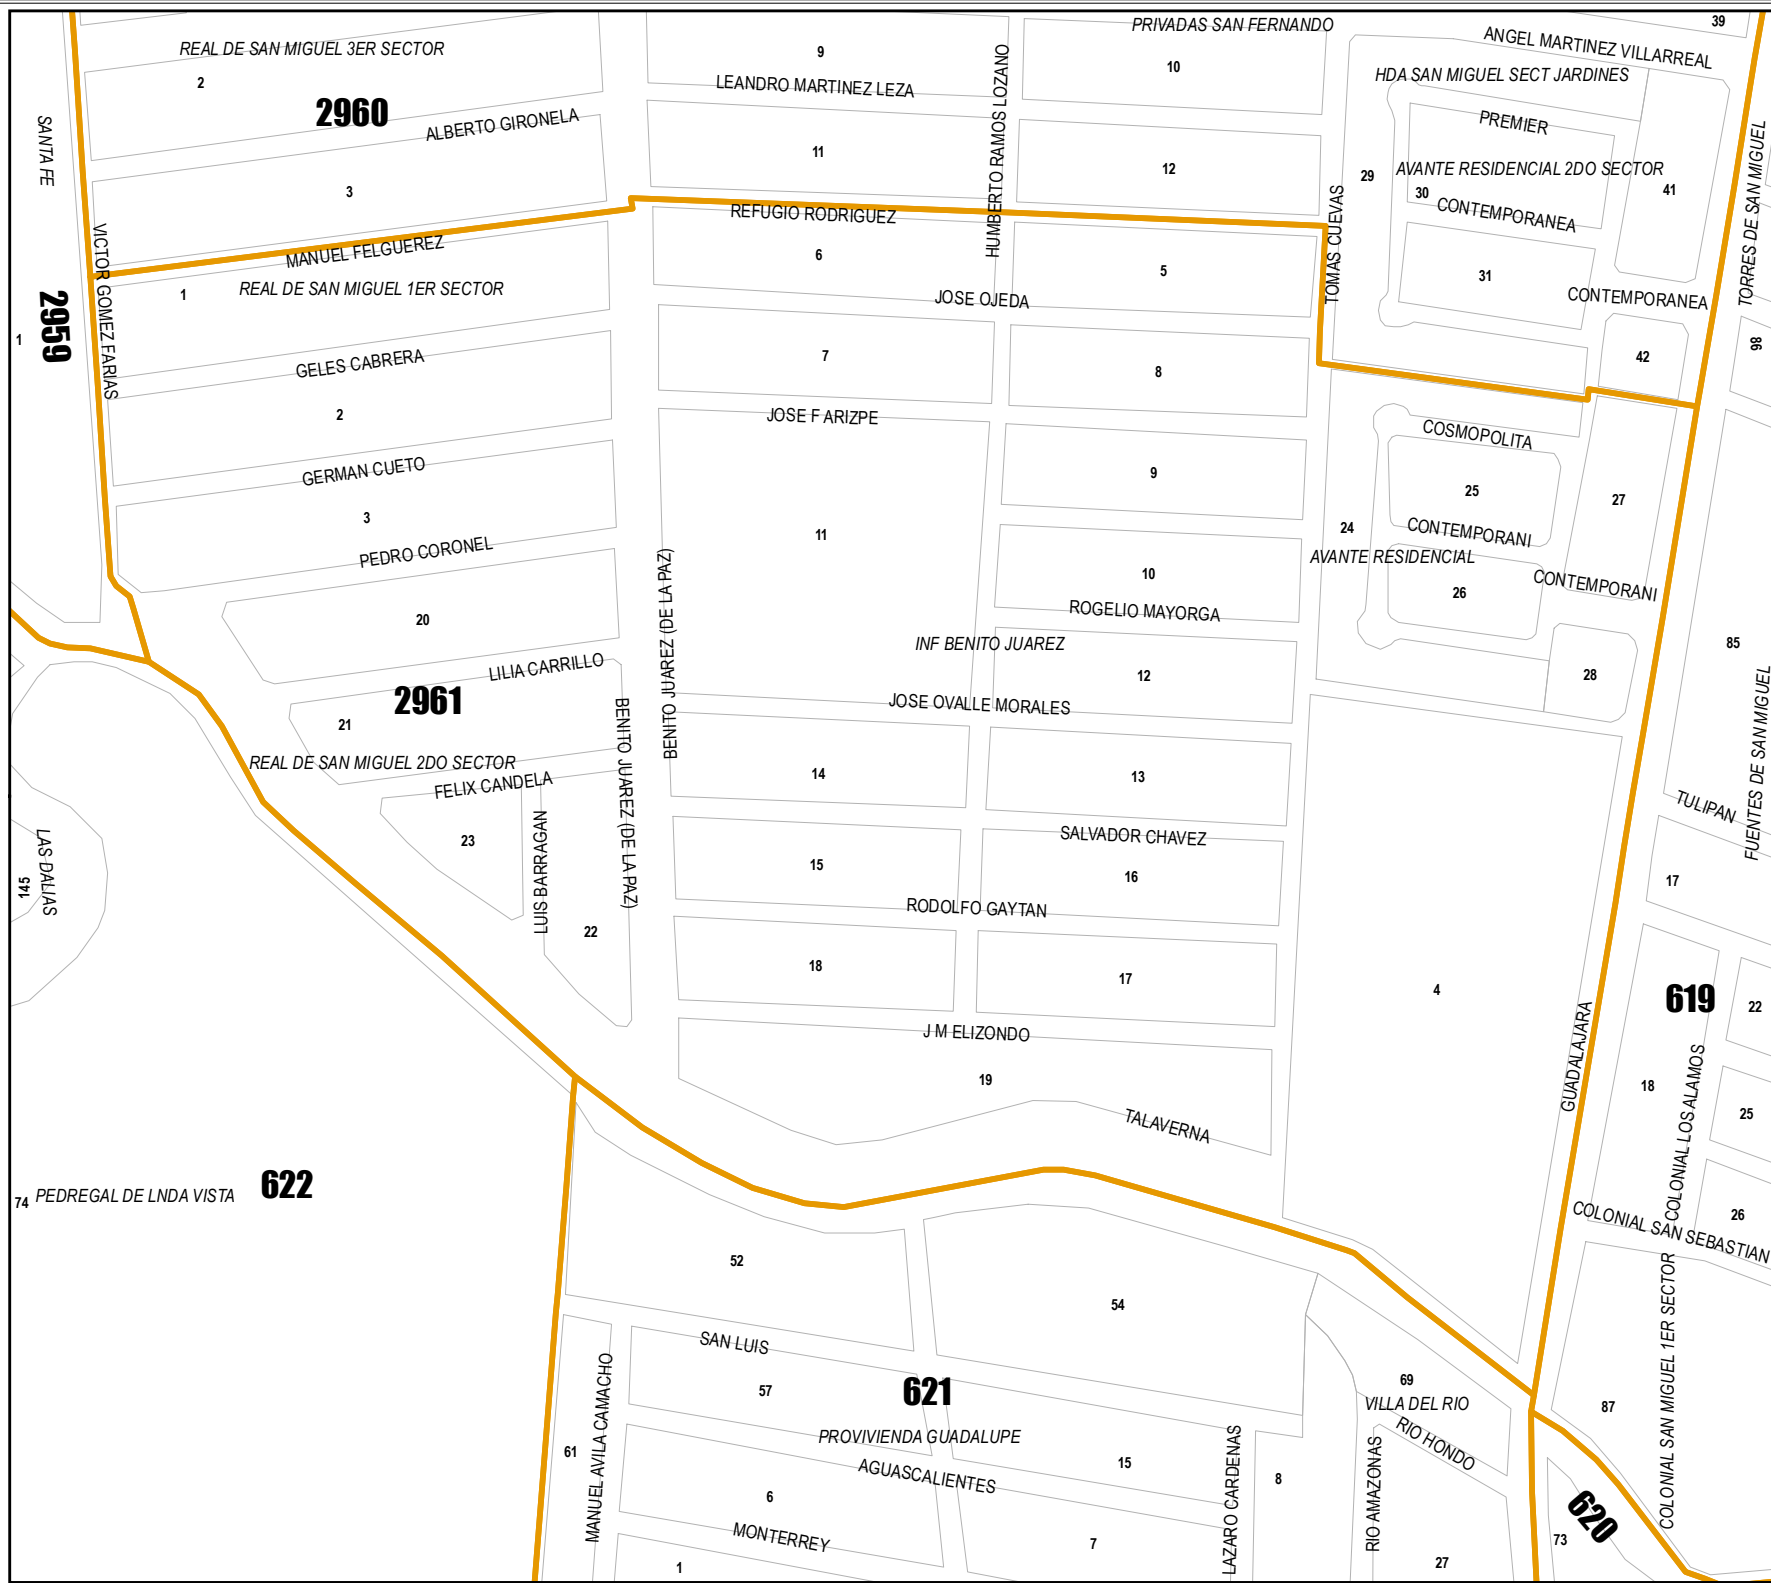 PRIVADAS SAN FERNANDO
39
ANGEL MARTINEZ VILLARREAL
REAL DE SAN MIGUEL 3ER SECTOR
9
10
HDA SAN MIGUEL SECT JARDINES
2
LEANDRO MARTINEZ LEZA
HUMBERTO RAMOS LOZANO
2960
ALBERTO GIRONELA
PREMIER
SANTA FE
11
12
29
AVANTE RESIDENCIAL 2DO SECTOR
41
TORRES DE SAN MIGUEL
3
30
CONTEMPORANEA
REFUGIO RODRIGUEZ
TOMAS CUEVAS
MANUEL FELGUEREZ
VICTOR GOMEZ FARIAS
6
5
31
1
REAL DE SAN MIGUEL 1ER SECTOR
JOSE OJEDA
CONTEMPORANEA
2959
1
7
8
42
98
GELES CABRERA
2
JOSE F ARIZPE
COSMOPOLITA
GERMAN CUETO
9
25
27
3
11
24
CONTEMPORANI
PEDRO CORONEL
AVANTE RESIDENCIAL
10
26
CONTEMPORANI
BENITO JUAREZ (DE LA PAZ)
20
ROGELIO MAYORGA
INF BENITO JUAREZ
85
LILIA CARRILLO
12
28
2961
JOSE OVALLE MORALES
21
BENITO JUAREZ (DE LA PAZ)
FUENTES DE SAN MIGUEL
REAL DE SAN MIGUEL 2DO SECTOR
14
13
FELIX CANDELA
TULIPAN
23
SALVADOR CHAVEZ
LUIS BARRAGAN
LAS DALIAS
145
15
16
17
RODOLFO GAYTAN
22
18
17
4
619
22
J M ELIZONDO
GUADALAJARA
19
18
COLONIAL LOS ALAMOS
25
TALAVERNA
622
74
PEDREGAL DE LNDA VISTA
26
COLONIAL SAN SEBASTIAN
52
54
COLONIAL SAN MIGUEL 1ER SECTOR
SAN LUIS
MANUEL AVILA CAMACHO
57
621
69
VILLA DEL RIO
87
PROVIVIENDA GUADALUPE
RIO HONDO
61
AGUASCALIENTES
15
LAZARO CARDENAS
8
RIO AMAZONAS
6
620
MONTERREY
7
73
1
27